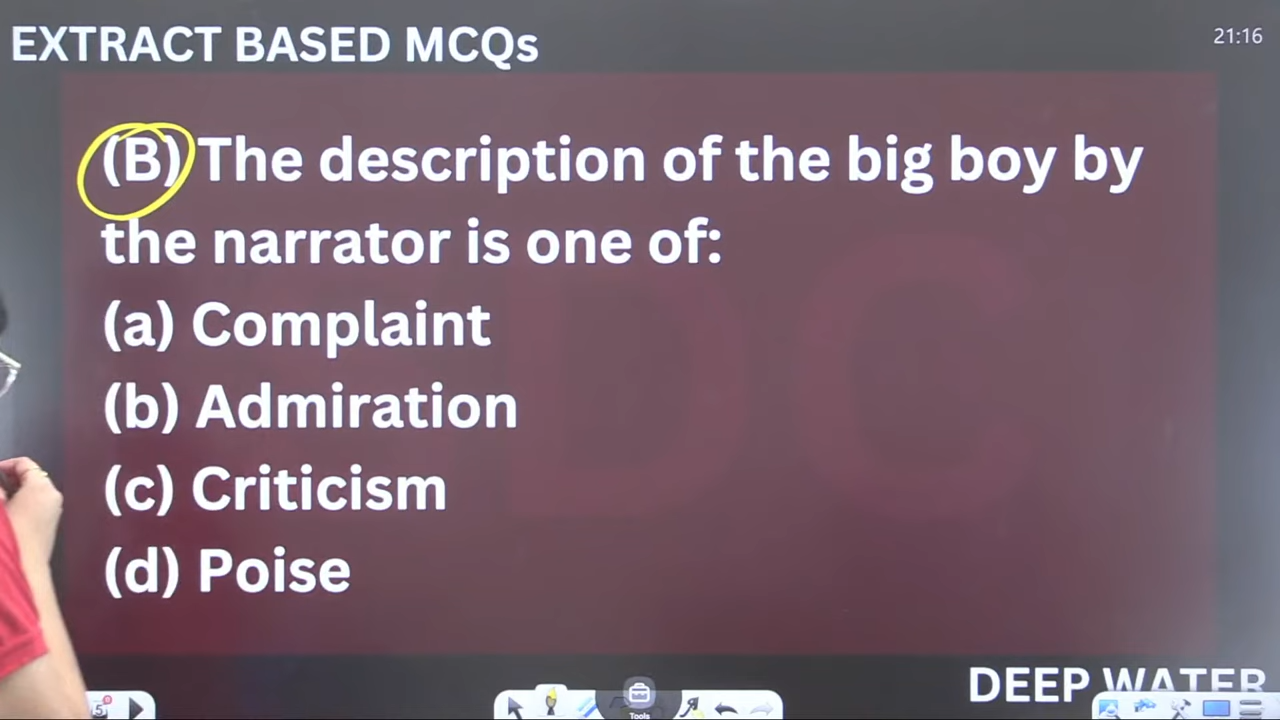 EXTRACT BASED MCQs
21:16
(B) The description of the big boy by
the narrator is one of:
(a) Complaint
(b) Admiration
(c) Criticism
(d) Poise
DEEP WATER
Tools